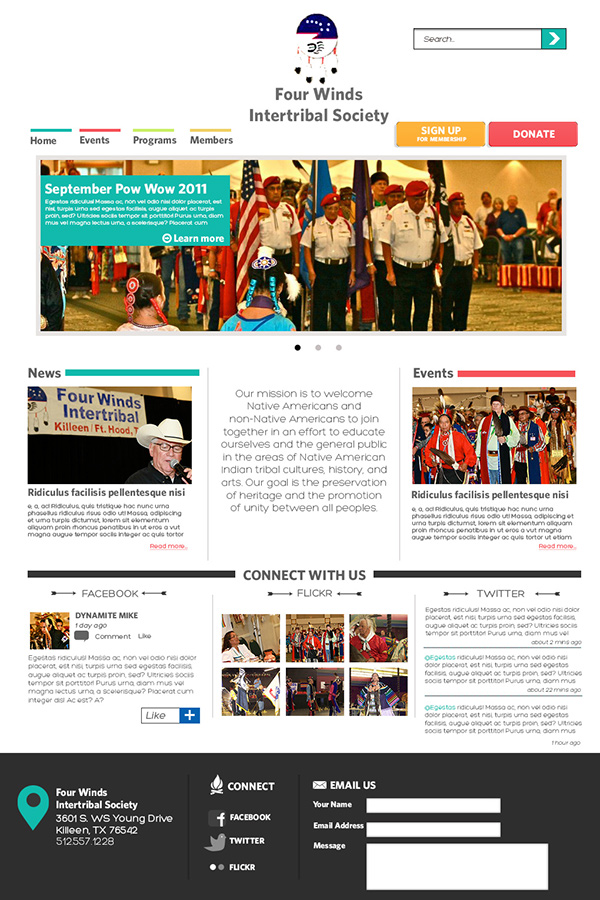 Search..
Four Winds
Intertribal Society
Home
Events
Programs
Members
SIGN UP
FOR MEMBERSHIP
DONATE
September Pow Wow 2011
Egestas ridiculus! Massa ac, non vel odio nisi dolor placerat, est
nisi, turpis urna sed egestas facilisis, augue aliquet ac turpis
proin, sed? Ultricies sociis tempor sit porttitor! Purus urna, diam
mus vel magna lectus urna, a scelerisque? Placerat cum
Learn more
News
Four Winds
Intertribal
Killeen / Ft. Hood, T
Ridiculus facilisis pellentesque nisi
e, a, ad Ridiculus, quis tristique hac nunc urna
phasellus ridiculus odio ut! Massa, adipiscing et
urna turpis sociis dolor elementum, lorem sit elementum
aliquam proin rhoncus penatibus in ut eros a vut
magna augue tempor sociis integer ac quis tortor
Read more..
Our mission is to welcome
Native Americans and
non-Native Americans to join
together in an effort to educate
ourselves and the general public
in the areas of Native American
Indian tribal cultures, history, and
arts. Our goal is the preservation
of heritage and the promotion
of unity between all peoples.
Events
Ridiculus facilisis pellentesque nisi
e, a, ad Ridiculus, quis tristique hac nunc urna
phasellus ridiculus odio ut! Massa, adipiscing
ut etiam, turpis urna sociis, lorem sit elementum
aliquam proin rhoncus penatibus in ut eros a vut
magna augue tempor sociis integer ut etiam
Read more..
CONNECT WITH US
FACEBOOK
DYNAMITE MIKE
1 day ago
Comment Like
Egestas ridiculus! Massa ac, non vel odio nisi dolor
placerat, est nisi, turpis urna sed egestas facilisis,
augue aliquet ac turpis proin, sed? Ultricies sociis
tempor sit porttitor! Purus urna, diam mus vel
magna lectus urna, a scelerisque? Placerat cum
integer dis! Ac est? A?
Like +
FLICKR
TWITTER
Egestas ridiculus! Massa ac, non vel odio nisi dolor
placerat, est nisi, turpis urna sed egestas facilisis,
augue aliquet ac turpis proin, sed? Ultricies sociis
tempor sit porttitor! Purus urna, diam mus vel
about 2 mins ago
@Egestas ridiculus! Massa ac, non vel odio nisi dolor
placerat, est nisi, turpis urna sed egestas facilisis,
augue aliquet ac turpis proin, sed? Ultricies sociis
tempor sit porttitor! Purus urna, diam mus
about 22 mins ago
@Egestas ridiculus! Massa ac, non vel odio nisi dolor
placerat, est nisi, turpis urna sed egestas facilisis,
augue aliquet ac turpis proin, sed? Ultricies sociis
tempor sit porttitor! Purus urna, diam mus
1 hour ago
Four Winds
Intertribal Society
3601 S. WS Young Drive
Killeen, TX 76542
512.557.1228
CONNECT
FACEBOOK
TWITTER
FLICKR
EMAIL US
Your Name
Email Address
Message